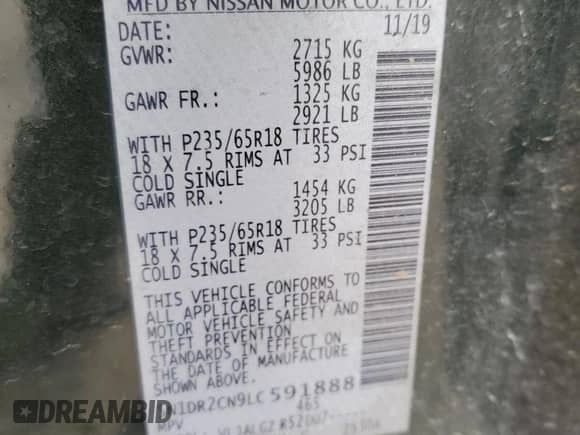 MFD BY NISSAN MOTOR CO., LTD.
DATE: 11/19
GVWR: 2715 KG
5986 LB
GAWR FR.: 1325 KG
2921 LB
WITH P235/65R18 TIRES
18 X 7.5 RIMS AT 33 PSI
COLD SINGLE
GAWR RR.: 1454 KG
3205 LB
WITH P235/65R18 TIRES
18 X 7.5 RIMS AT 33 PSI
COLD SINGLE
THIS VEHICLE CONFORMS TO
ALL APPLICABLE FEDERAL
MOTOR VEHICLE SAFETY AND
THEFT PREVENTION
STANDARDS IN EFFECT ON
THE DATE OF MANUFACTURE
SHOWN ABOVE
N1DR2CN9LC591888
MPV 465
DREAMBID